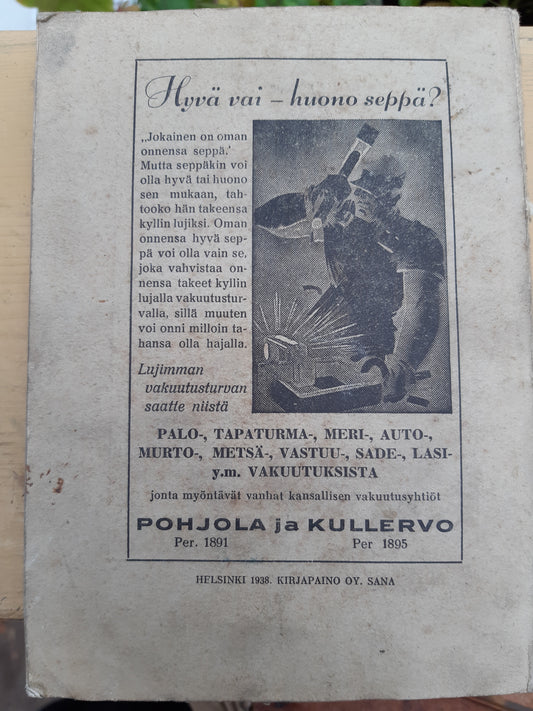 Hyvä vai – huono seppä?
„Jokainen on oman
onnensa seppä.‘
Mutta seppäkin voi
olla hyvä tai huono
sen mukaan, tah-
tooko hän takeensa
kyllin lujiksi. Oman
onnensa hyvä sep-
pä voi olla vain se,
joka vahvistaa on-
nensa takeet kyllin
lujalla vakuutustur-
valla, sillä muuten
voi onni milloin ta-
hansa olla hajalla.
Lujimman
vakuutusturvan
saatte niistä
PALO-, TAPATURMA-, MERI-, AUTO-,
MURTO-, METSÄ-, VASTUU-, SADE-, LASI-
y.m. VAKUUTUKSISTA
jonta myöntävät vanhat kansallisen vakuutusyhtiöt
POHJOLA ja KULLERVO
Per. 1891 Per 1895
HELSINKI 1938. KIRJAPAINO OY. SANA